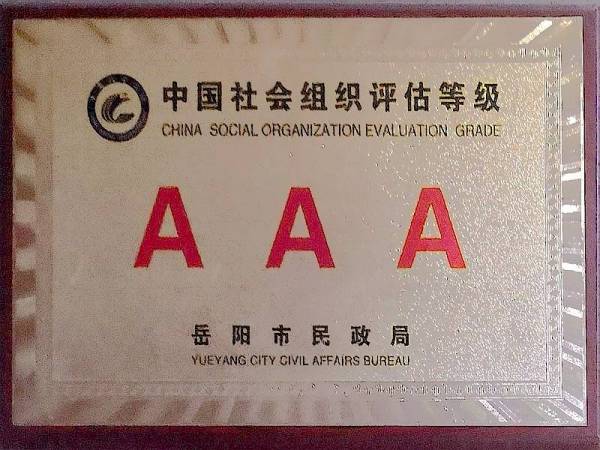 中国社会组织评估等级
CHINA SOCIAL ORGANIZATION EVALUATION GRADE
A A A
岳阳市民政局
YUEYANG CITY CIVIL AFFAIRS BUREAU